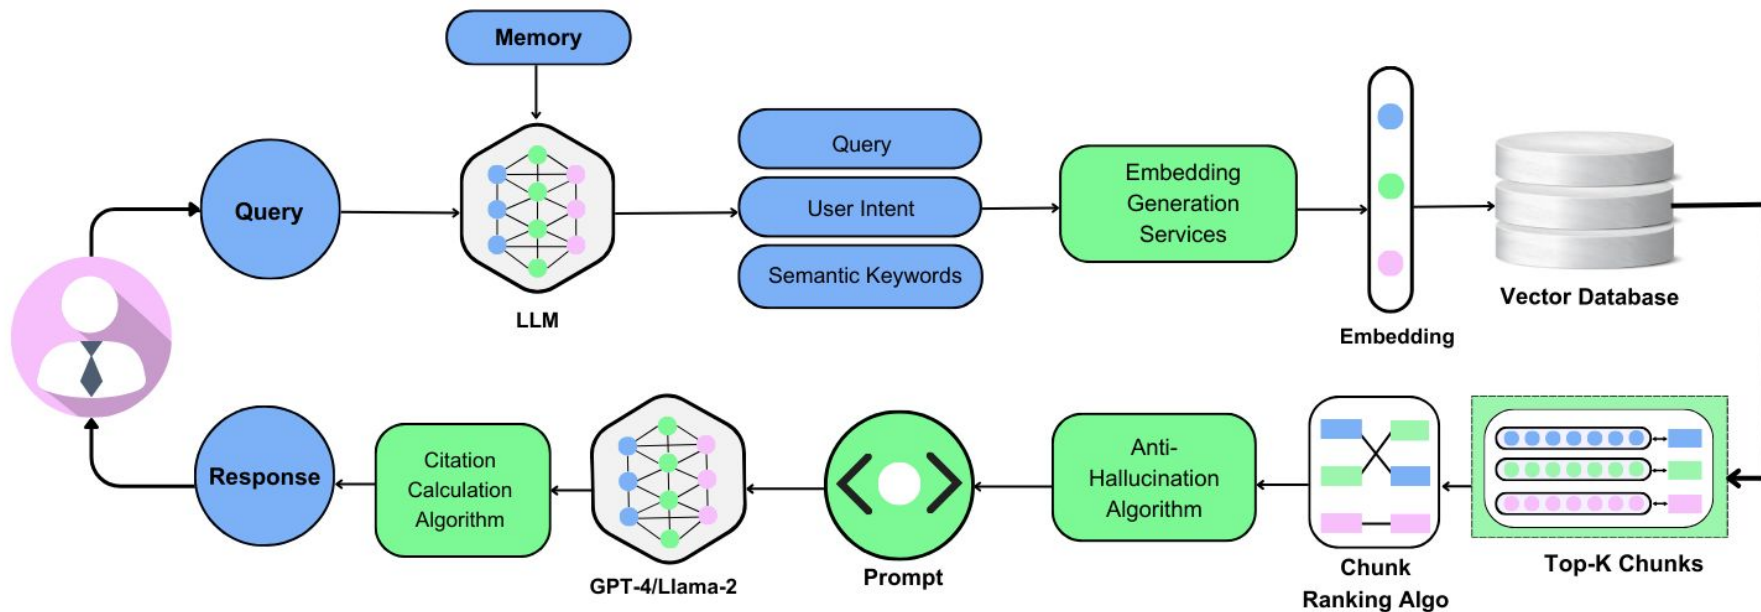 Memory
Query
LLM
Query
User Intent
Semantic Keywords
Embedding
Generation
Services
Embedding
Vector Database
Response
Citation
Calculation
Algorithm
GPT-4/Llama-2
Prompt
Anti-
Hallucination
Algorithm
Chunk
Ranking Algo
Top-K Chunks